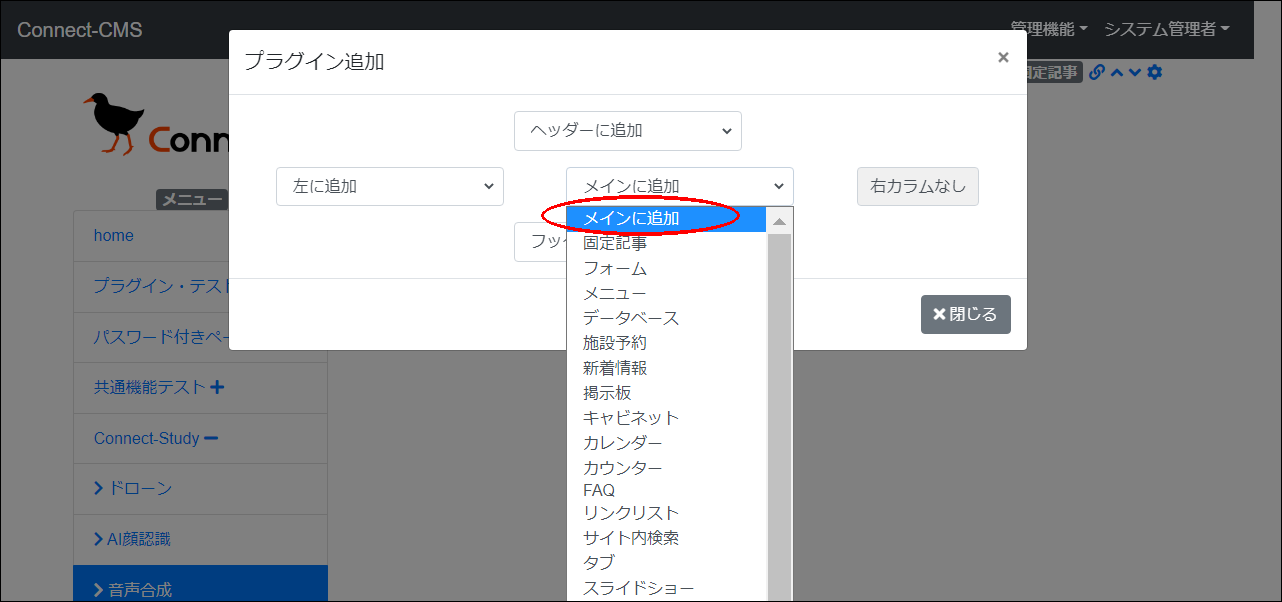 Connect-CMS
管理機能
システム管理者
プラグイン追加
×
固定記事
Conn
ヘッダーに追加
左に追加
メインに追加
右カラムなし
メニュー
メインに追加
home
フッ
固定記事
フォーム
プラグイン・テスト
メニュー
閉じる
データベース
パスワード付きペー
施設予約
新着情報
共通機能テスト
掲示板
キャビネット
Connect-Study
カレンダー
カウンター
ドローン
FAQ
リンクリスト
AI顔認識
サイト内検索
タブ
音声合成
スライドショー